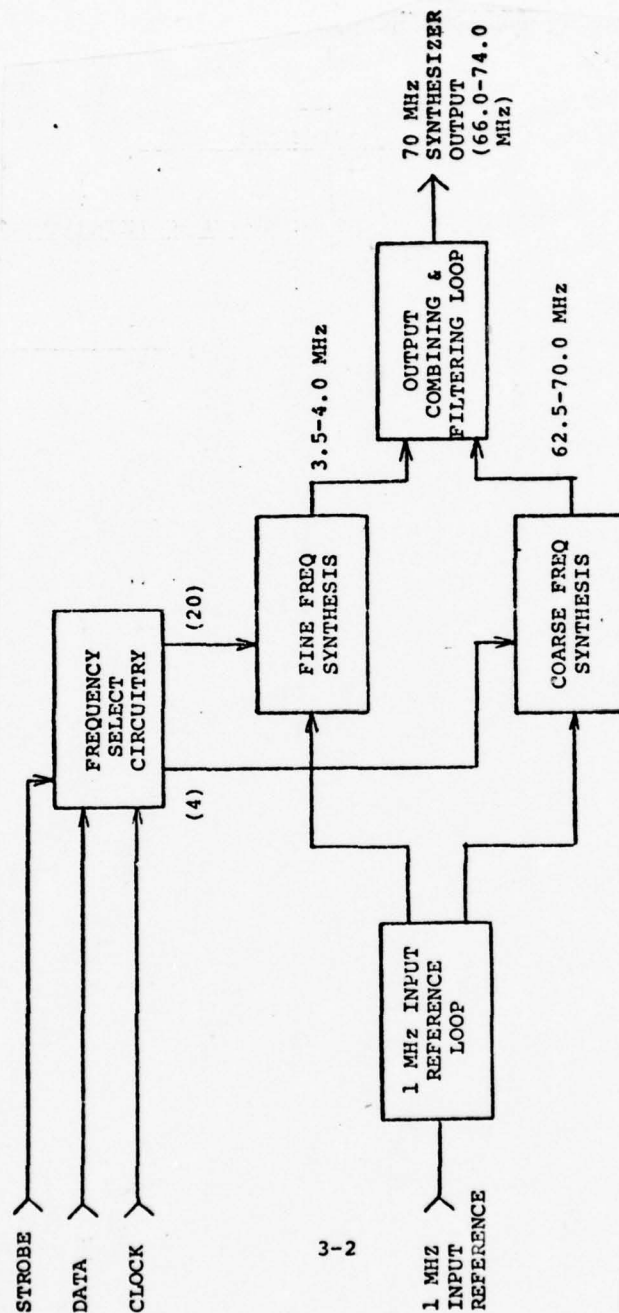 STROBE
DATA
CLOCK
FREQUENCY
SELECT
CIRCUITRY
(4)
(20)
1 MHZ
INPUT
REFERENCE
1 MHz INPUT
REFERENCE
LOOP
FINE FREQ
SYNTHESIS
3.5-4.0 MHz
COARSE FREQ
SYNTHESIS
62.5-70.0 MHz
OUTPUT
COMBINING &
FILTERING LOOP
70 MHz
SYNTHESIZER
OUTPUT
(66.0-74.0
MHz)
3-2